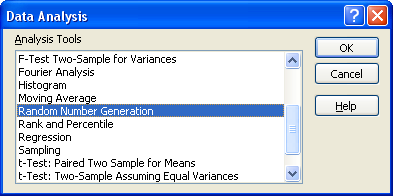 Data Analysis
Analysis Tools
OK
F-Test Two-Sample for Variances
Fourier Analysis
Histogram
Moving Average
Random Number Generation
Rank and Percentile
Regression
Sampling
t-Test: Paired Two Sample for Means
t-Test: Two-Sample Assuming Equal Variances
Cancel
Help